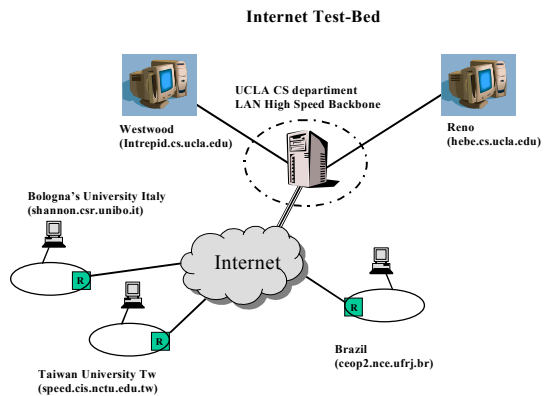 Internet Test-Bed
UCLA CS department
LAN High Speed Backbone
Westwood
(Intrepid.cs.ucla.edu)
Reno
(hebe.cs.ucla.edu)
Bologna's University Italy
(shannon.csr.unibo.it)
Internet
R
R
R
Taiwan University Tw
(speed.cis.nctu.edu.tw)
Brazil
(ceop2.nce.ufrj.br)